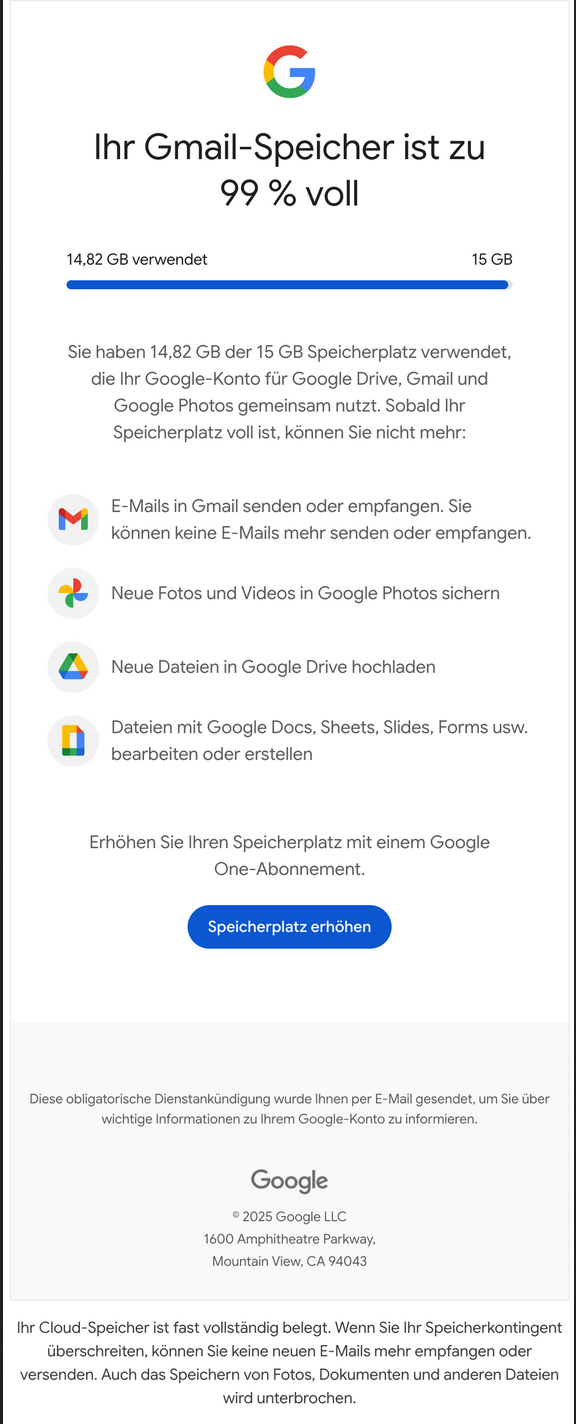 Ihr Gmail-Speicher ist zu
99 % voll
14,82 GB verwendet
15 GB
Sie haben 14,82 GB der 15 GB Speicherplatz verwendet,
die Ihr Google-Konto für Google Drive, Gmail und
Google Photos gemeinsam nutzt. Sobald Ihr
Speicherplatz voll ist, können Sie nicht mehr:
E-Mails in Gmail senden oder empfangen. Sie
können keine E-Mails mehr senden oder empfangen.
Neue Fotos und Videos in Google Photos sichern
Neue Dateien in Google Drive hochladen
Dateien mit Google Docs, Sheets, Slides, Forms usw.
bearbeiten oder erstellen
Erhöhen Sie Ihren Speicherplatz mit einem Google
One-Abonnement.
Speicherplatz erhöhen
Diese obligatorische Dienstankündigung wurde Ihnen per E-Mail gesendet, um Sie über
wichtige Informationen zu Ihrem Google-Konto zu informieren.
Google
© 2025 Google LLC
1600 Amphitheatre Parkway,
Mountain View, CA 94043
Ihr Cloud-Speicher ist fast vollständig belegt. Wenn Sie Ihr Speicherkontingent
überschreiten, können Sie keine neuen E-Mails mehr empfangen oder
versenden. Auch das Speichern von Fotos, Dokumenten und anderen Dateien
wird unterbrochen.